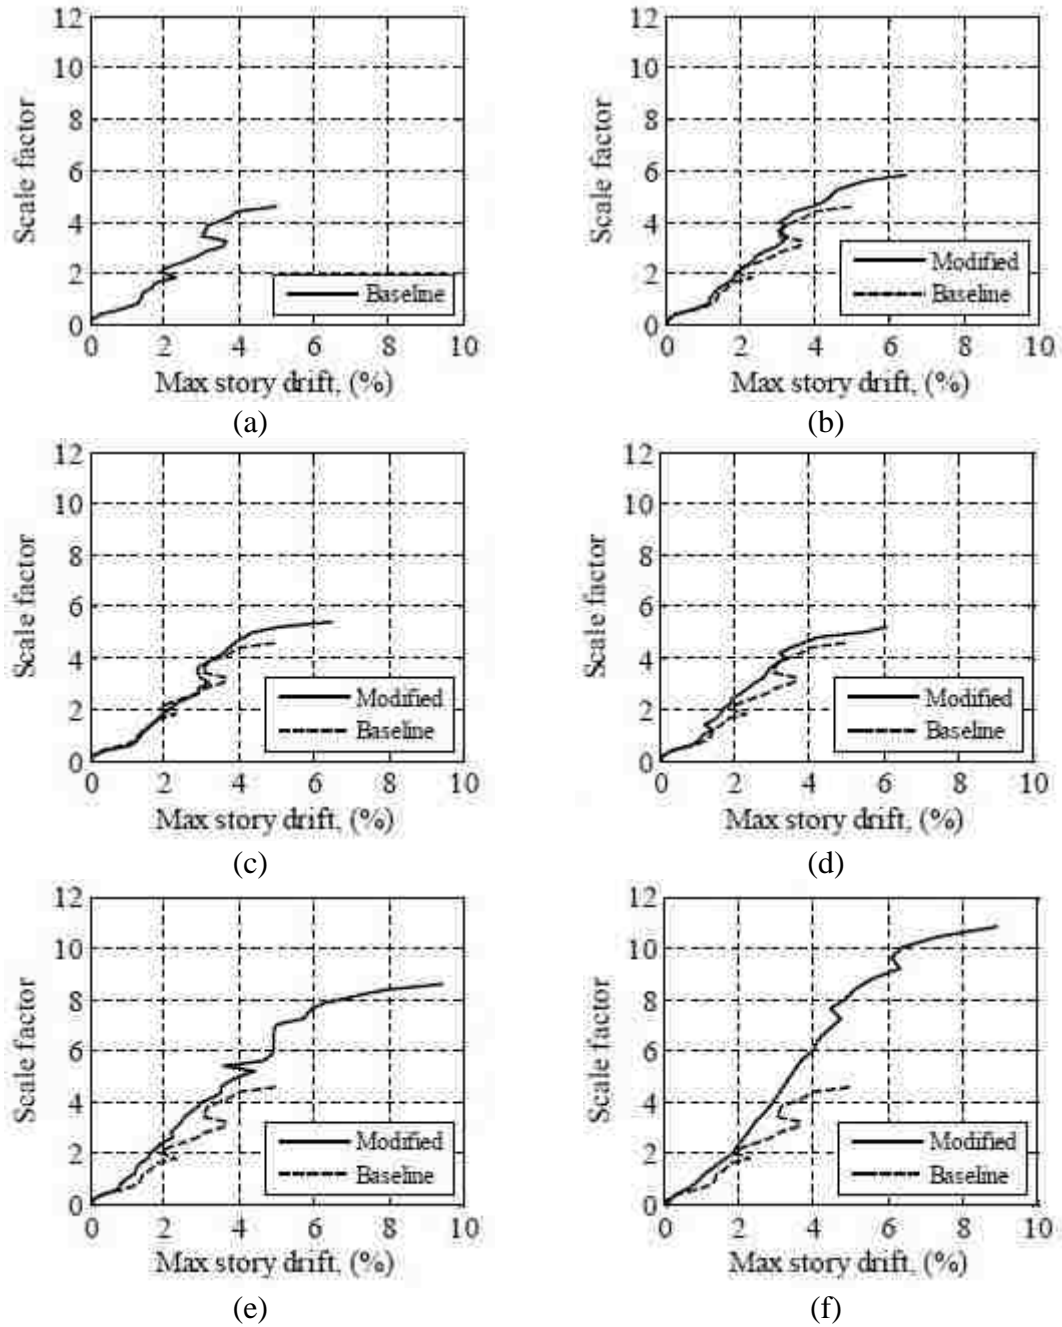 12
10
8
6
4
2
0
Scale factor
Baseline
0 2 4 6 8 10
Max story drift, (%)
(a)
12
10
8
6
4
2
0
Scale factor
Modified
Baseline
0 2 4 6 8 10
Max story drift, (%)
(b)
12
10
8
6
4
2
0
Scale factor
Modified
Baseline
0 2 4 6 8 10
Max story drift, (%)
(c)
12
10
8
6
4
2
0
Scale factor
Modified
Baseline
0 2 4 6 8 10
Max story drift, (%)
(d)
12
10
8
6
4
2
0
Scale factor
Modified
Baseline
0 2 4 6 8 10
Max story drift, (%)
(e)
12
10
8
6
4
2
0
Scale factor
Modified
Baseline
0 2 4 6 8 10
Max story drift, (%)
(f)